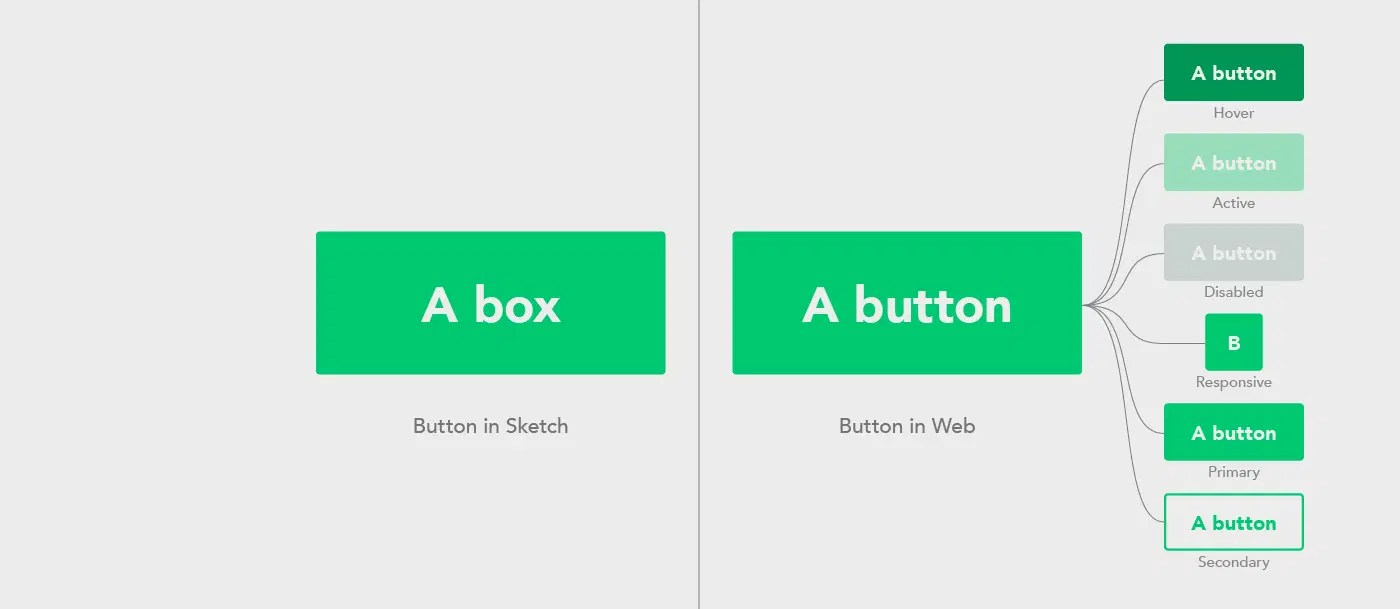 A box
Button in Sketch
A button
Button in Web
A button
Hover
A button
Active
A button
Disabled
B
Responsive
A button
Primary
A button
Secondary